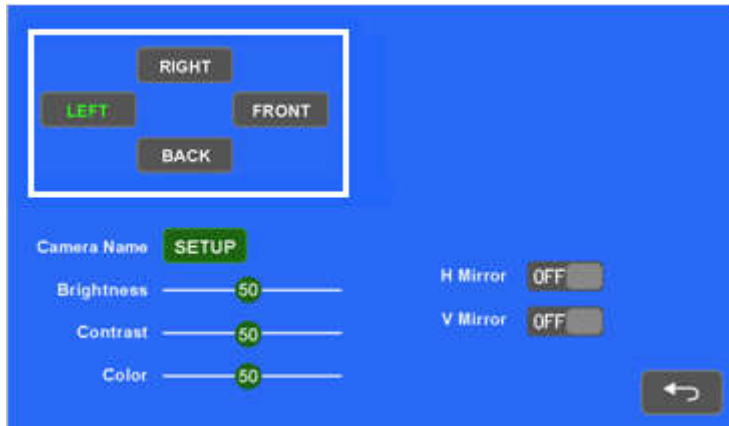 RIGHT
LEFT FRONT
BACK
Camera Name SETUP
Brightness 50
Contrast 50
Color 50
H Mirror OFF
V Mirror OFF